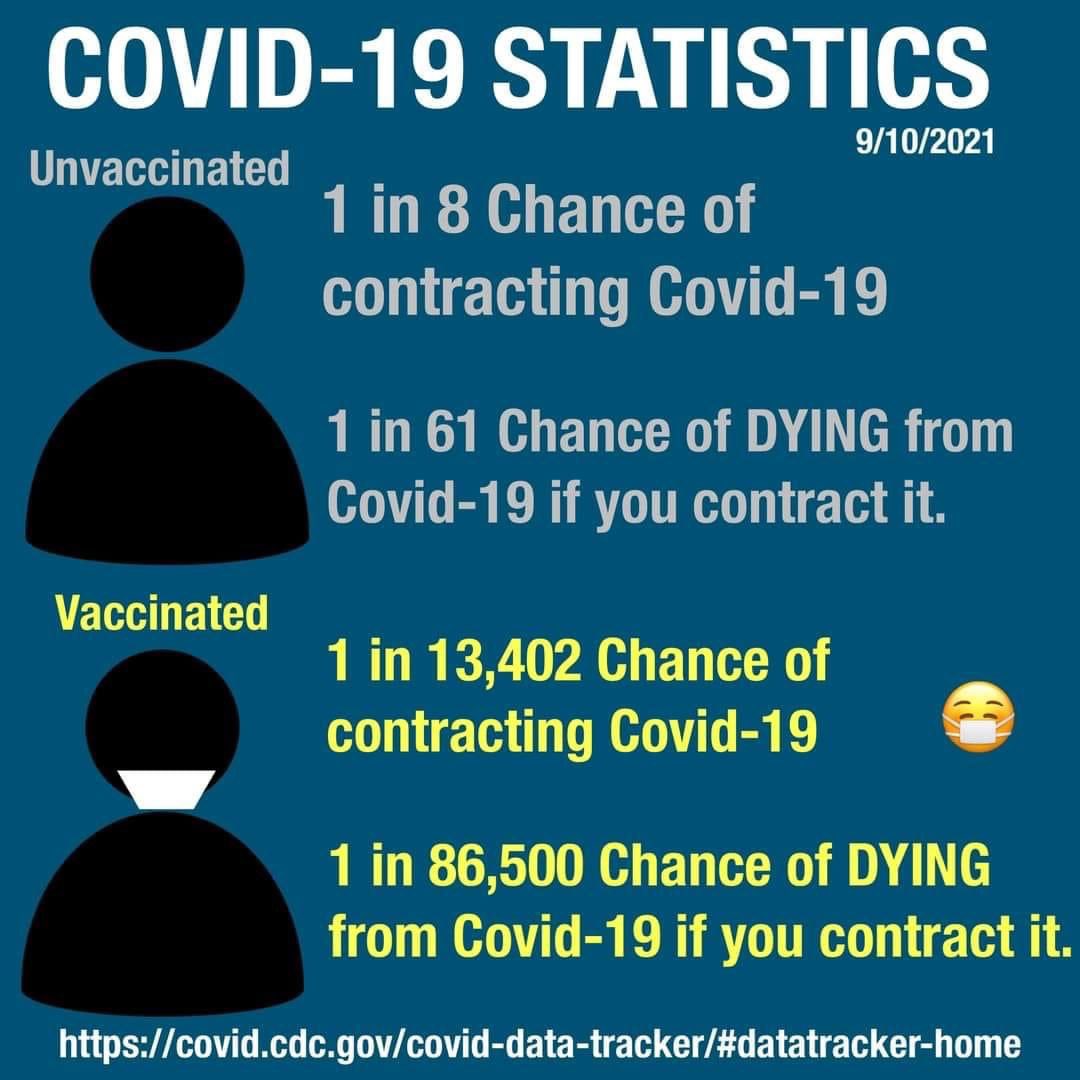 COVID-19 STATISTICS
9/10/2021
Unvaccinated
1 in 8 Chance of
contracting Covid-19
1 in 61 Chance of DYING from
Covid-19 if you contract it.
Vaccinated
1 in 13,402 Chance of
contracting Covid-19
1 in 86,500 Chance of DYING
from Covid-19 if you contract it.
https://covid.cdc.gov/covid-data-tracker/#datatracker-home